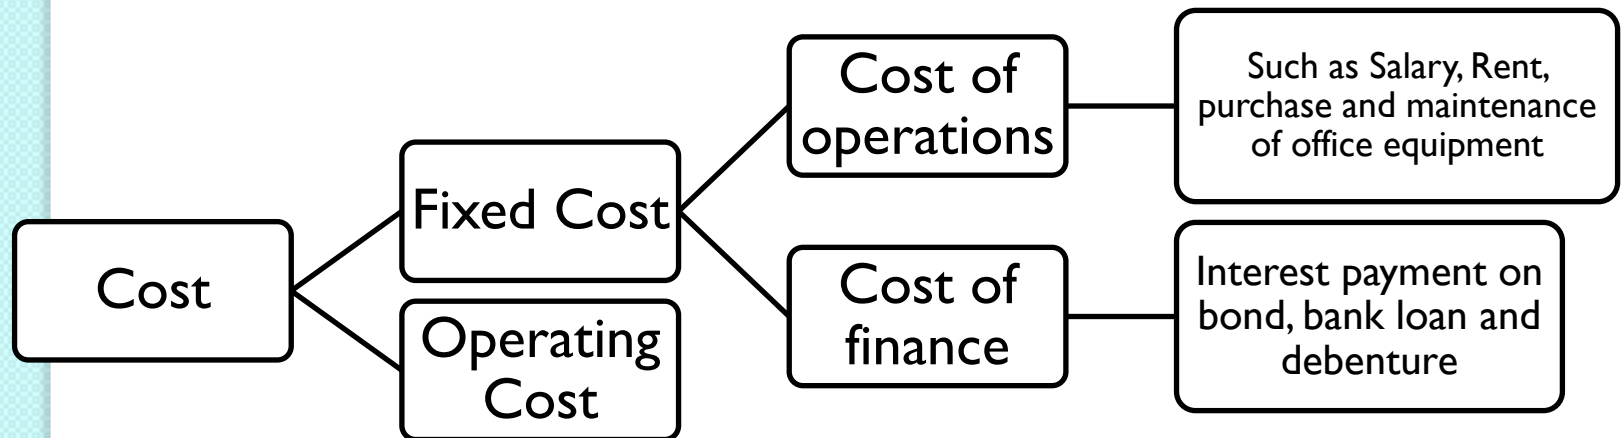 Cost
Fixed Cost
Operating
Cost
Cost of
operations
Cost of
finance
Such as Salary, Rent,
purchase and maintenance
of office equipment
Interest payment on
bond, bank loan and
debenture